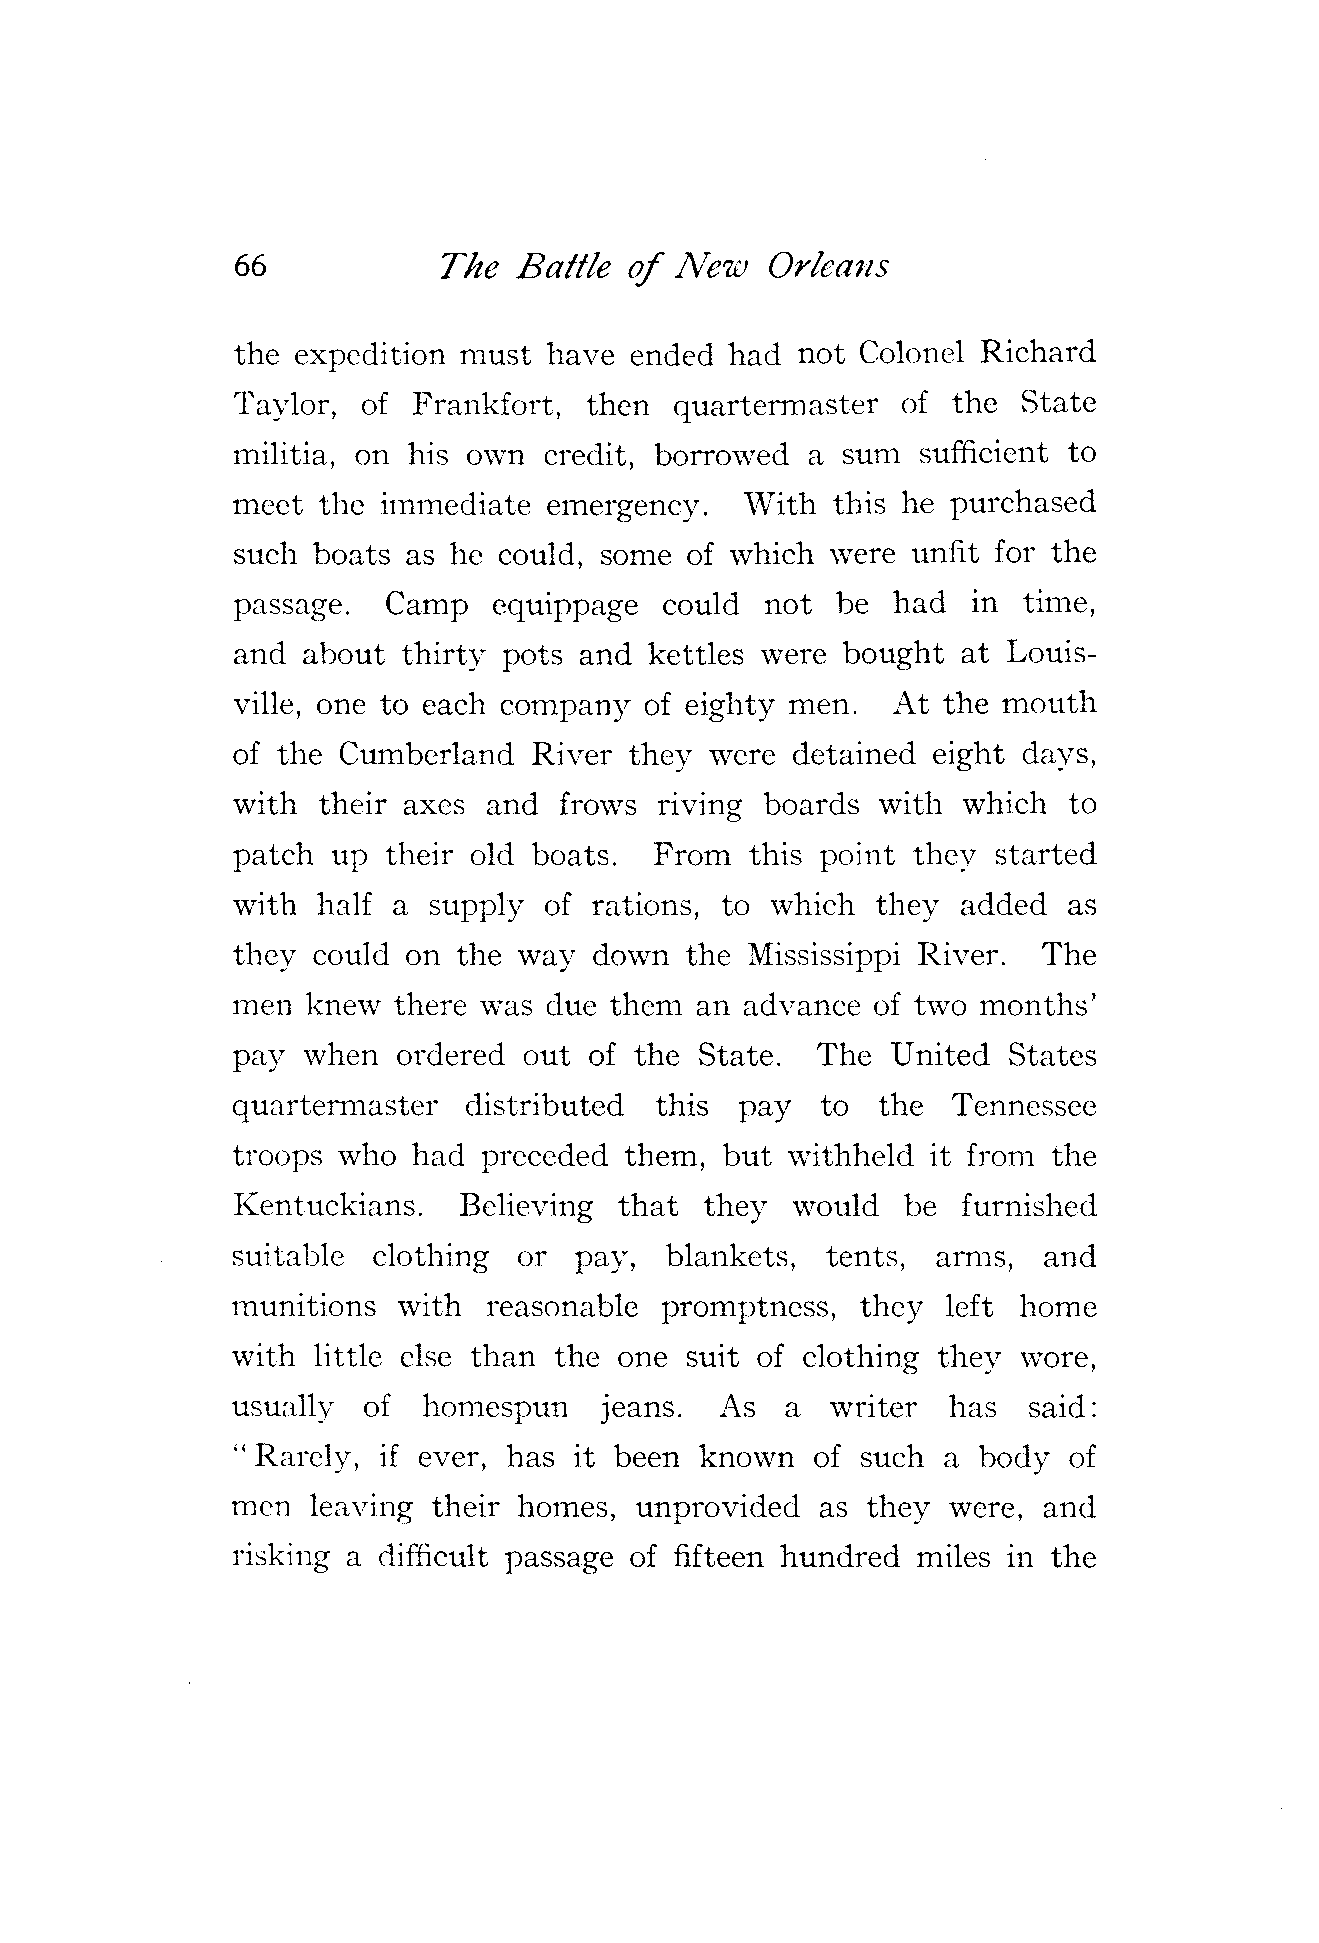 66 The Battle of New Orleans
the expedition must have ended had not Colonel Richard
Taylor, of Frankfort, then quartermaster of the State
militia, on his own credit, borrowed a sum sufficient to
meet the immediate emergency. With this he purchased
such boats as he could, some of which were unfit for the
passage. Camp equippage could not be had in time,
and about thirty pots and kettles were bought at Louis-
ville, one to each company of eighty men. At the mouth
of the Cumberland River they were detained eight days,
with their axes and frows riving boards with which to
patch up their old boats. From this point they started
with half a supply of rations, to which they added as
they could on the way down the Mississippi River. The
men knew there was due them an advance of two months'
pay when ordered out of the State. The United States
quartermaster distributed this pay to the Tennessee
troops who had preceded them, but withheld it from the
Kentuckians. Believing that they would be furnished
suitable clothing or pay, blankets, tents, arms, and
munitions with reasonable promptness, they left home
with little else than the one suit of clothing they wore,
usually of homespun jeans. As a writer has said:
"Rarely, if ever, has it been known of such a body of
men leaving their homes, unprovided as they were, and
risking a difficult passage of fifteen hundred miles in the